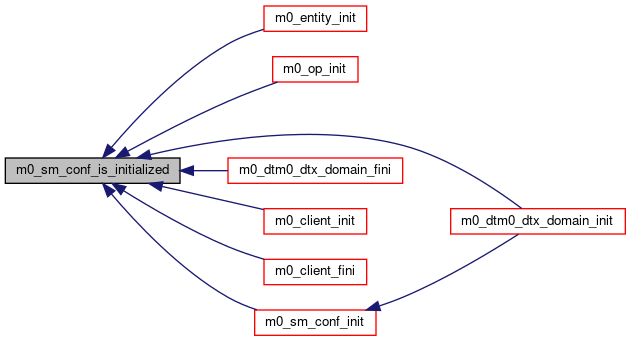 m0_entity_init
m0_op_init
m0_sm_conf_is_initialized
m0_dtm0_dtx_domain_fini
m0_client_init
m0_dtm0_dtx_domain_init
m0_client_fini
m0_sm_conf_init